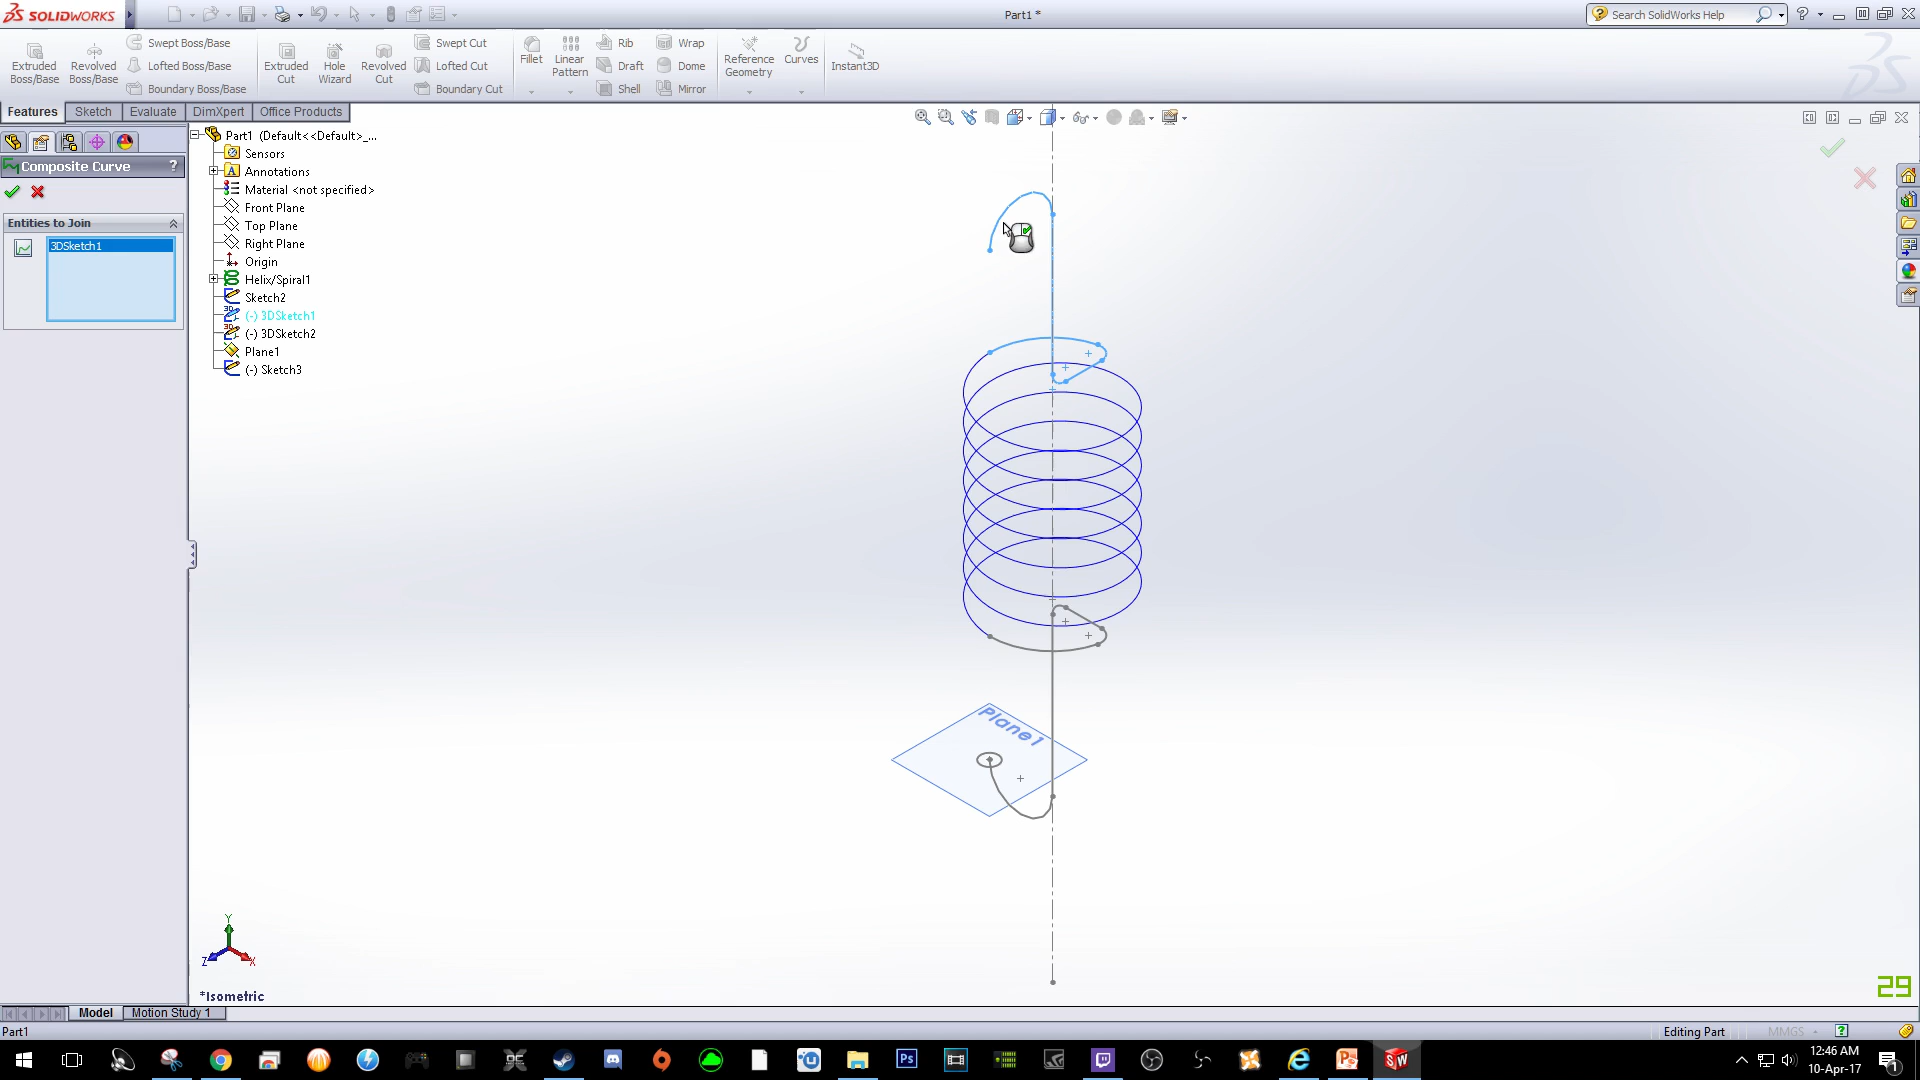 SOLIDWORKS
Part1 *
Search SolidWorks Help
Extruded Boss/Base
Revolved Boss/Base
Swept Boss/Base
Lofted Boss/Base
Boundary Boss/Base
Extruded Cut
Hole Wizard
Revolved Cut
Swept Cut
Lofted Cut
Boundary Cut
Fillet
Linear Pattern
Rib
Draft
Shell
Wrap
Dome
Mirror
Reference Geometry
Curves
Instant3D
Features
Sketch
Evaluate
DimXpert
Office Products
Composite Curve
?
Entities to Join
3DSketch1
Part1 (Default<<Default>_...
Sensors
Annotations
Material <not specified>
Front Plane
Top Plane
Right Plane
Origin
Helix/Spiral1
Sketch2
(-) 3DSketch1
(-) 3DSketch2
Plane1
(-) Sketch3
Plane1
Y
Z
X
*Isometric
29
Model
Motion Study 1
Part1
Editing Part
MMGS
12:46 AM
10-Apr-17